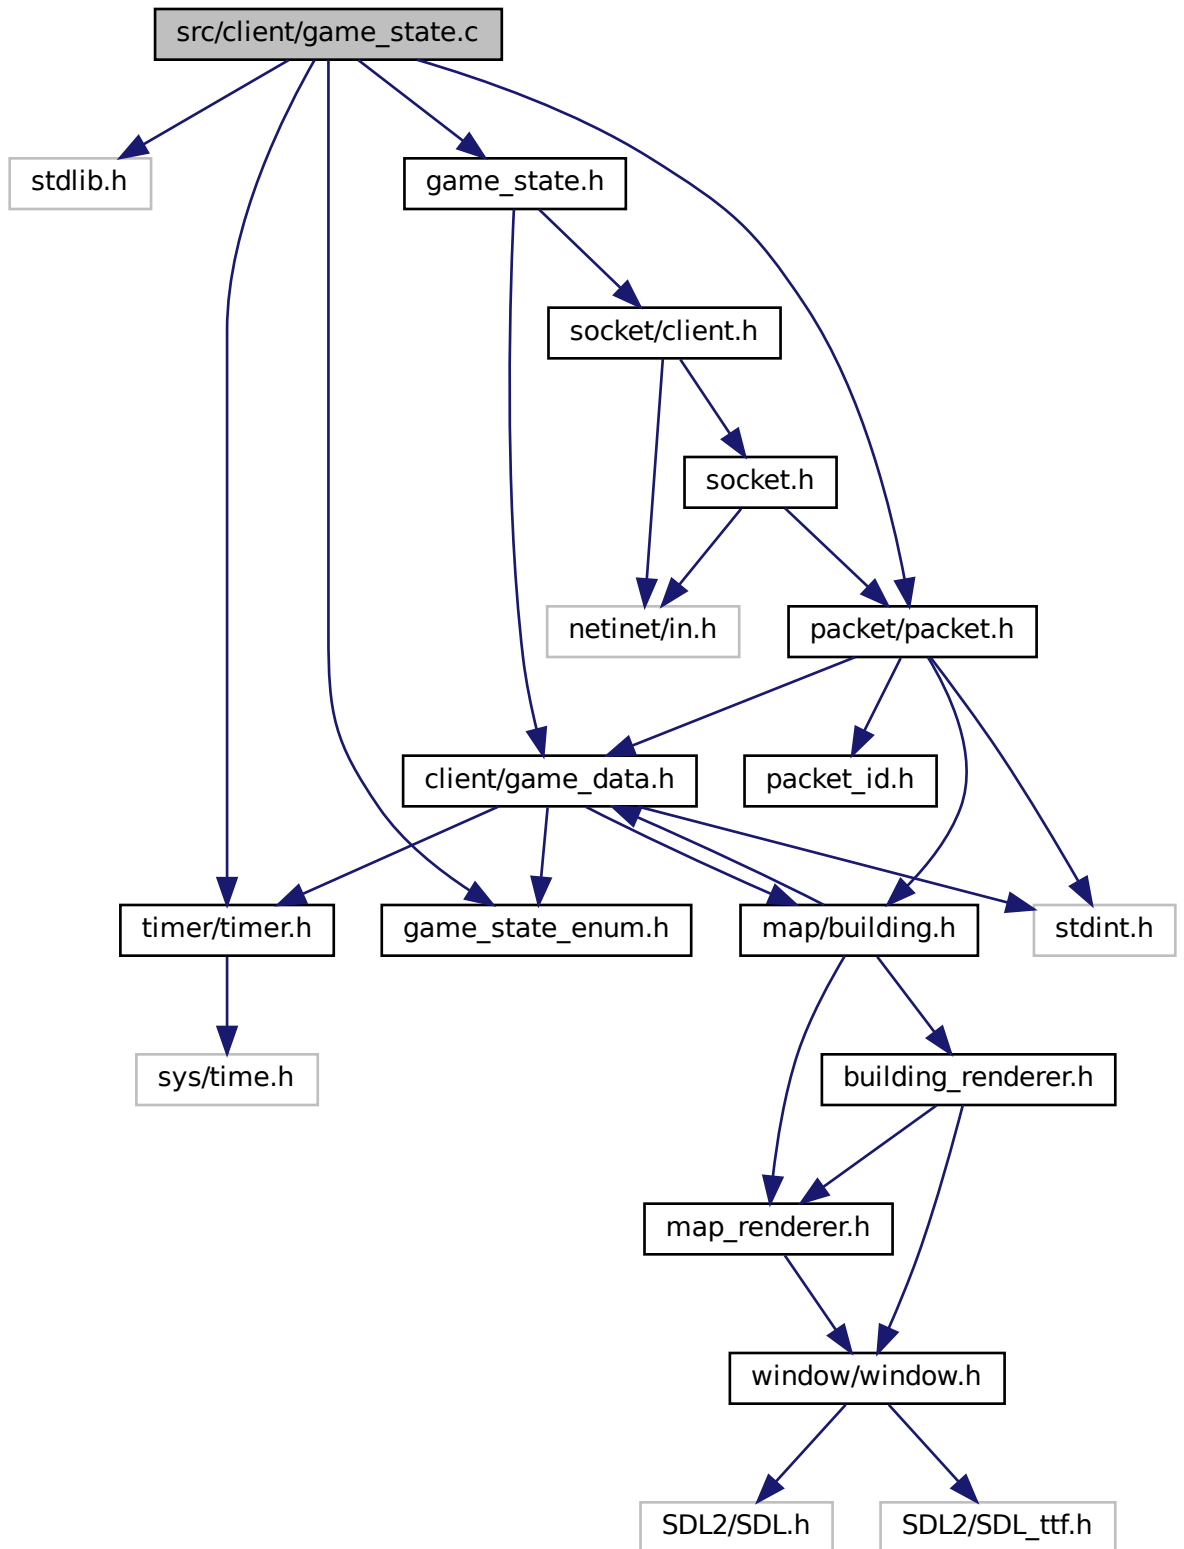 src/client/game_state.c
stdlib.h
game_state.h
socket/client.h
socket.h
netinet/in.h
packet/packet.h
client/game_data.h
packet_id.h
timer/timer.h
game_state_enum.h
map/building.h
stdint.h
sys/time.h
building_renderer.h
map_renderer.h
window/window.h
SDL2/SDL.h
SDL2/SDL_ttf.h